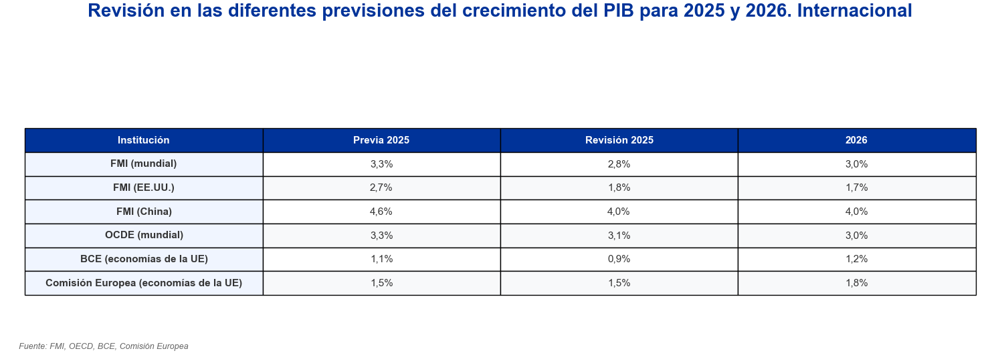 Revisión en las diferentes previsiones del crecimiento del PIB para 2025 y 2026. Internacional
Institución Previa 2025 Revisión 2025 2026
FMI (mundial) 3,3% 2,8% 3,0%
FMI (EE.UU.) 2,7% 1,8% 1,7%
FMI (China) 4,6% 4,0% 4,0%
OCDE (mundial) 3,3% 3,1% 3,0%
BCE (economías de la UE) 1,1% 0,9% 1,2%
Comisión Europea (economías de la UE) 1,5% 1,5% 1,8%
Fuente: FMI, OECD, BCE, Comisión Europea